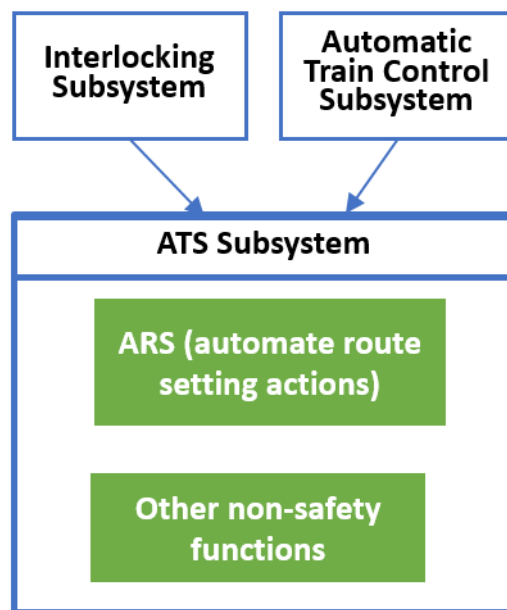 Interlocking
Subsystem
Automatic
Train Control
Subsystem
ATS Subsystem
ARS (automate route
setting actions)
Other non-safety
functions